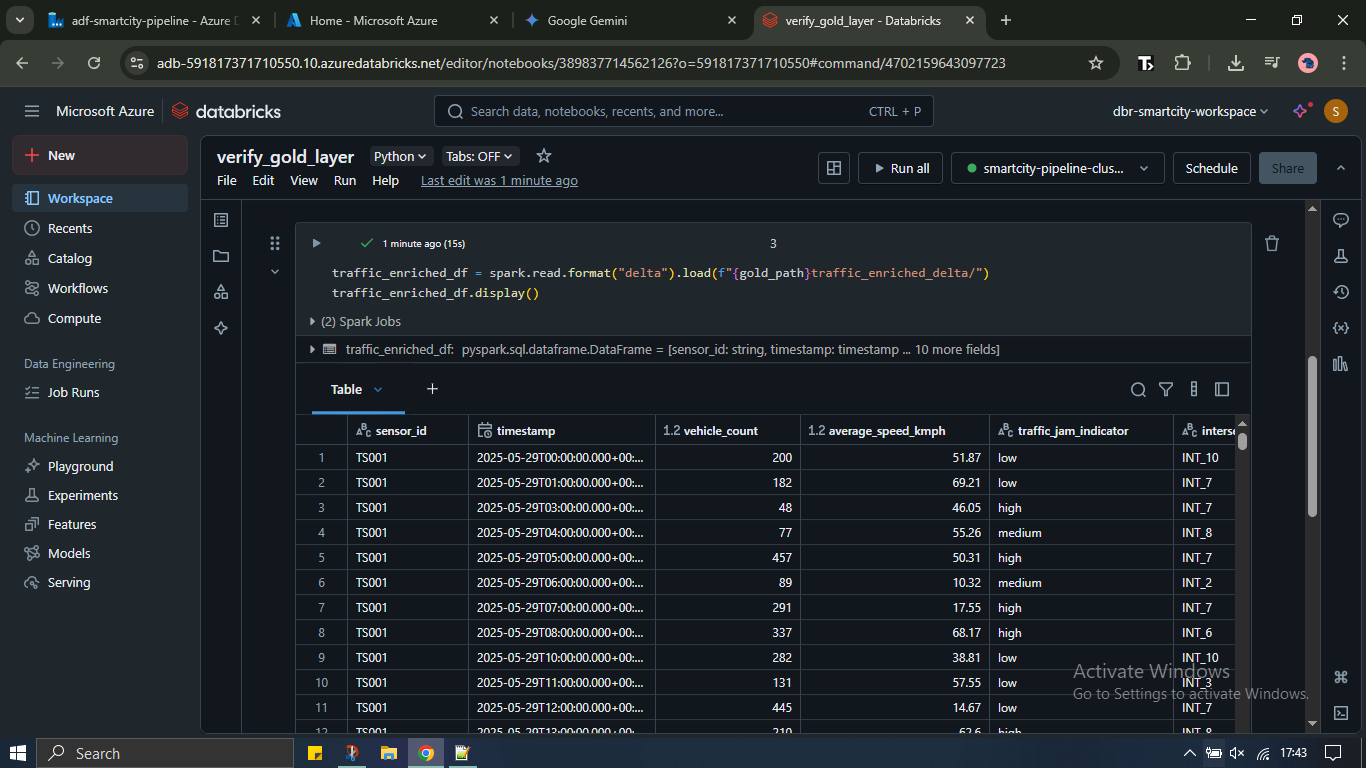 adf-smartcity-pipeline - Azure D
Home - Microsoft Azure
Google Gemini
verify_gold_layer - Databricks
adb-591817371710550.10.azuredatabricks.net/editor/notebooks/389837714562126?o=591817371710550#command/4702159643097723
Microsoft Azure
databricks
Search data, notebooks, recents, and more...
CTRL + P
dbr-smartcity-workspace
S
New
Workspace
Recents
Catalog
Workflows
Compute
Data Engineering
Job Runs
Machine Learning
Playground
Experiments
Features
Models
Serving
verify_gold_layer
Python
Tabs: OFF
File Edit View Run Help Last edit was 1 minute ago
Run all
smartcity-pipeline-clus...
Schedule
Share
1 minute ago (15s)
3
traffic_enriched_df = spark.read.format("delta").load(f"{gold_path}traffic_enriched_delta/")
traffic_enriched_df.display()
(2) Spark Jobs
traffic_enriched_df: pyspark.sql.dataframe.DataFrame = [sensor_id: string, timestamp: timestamp ... 10 more fields]
Table
sensor_id timestamp 1.2 vehicle_count 1.2 average_speed_kmph traffic_jam_indicator interse
1 TS001 2025-05-29T00:00:00.000+00:... 200 51.87 low INT_10
2 TS001 2025-05-29T01:00:00.000+00:... 182 69.21 low INT_7
3 TS001 2025-05-29T03:00:00.000+00:... 48 46.05 high INT_7
4 TS001 2025-05-29T04:00:00.000+00:... 77 55.26 medium INT_8
5 TS001 2025-05-29T05:00:00.000+00:... 457 50.31 high INT_7
6 TS001 2025-05-29T06:00:00.000+00:... 89 10.32 medium INT_2
7 TS001 2025-05-29T07:00:00.000+00:... 291 17.55 high INT_7
8 TS001 2025-05-29T08:00:00.000+00:... 337 68.17 high INT_6
9 TS001 2025-05-29T10:00:00.000+00:... 282 38.81 low INT_10
10 TS001 2025-05-29T11:00:00.000+00:... 131 57.55 low INT_3
11 TS001 2025-05-29T12:00:00.000+00:... 445 14.67 low INT_7
12 TS001 2025-05-29T13:00:00.000+00:... 210 62.6 high INT_8
Activate Windows
Go to Settings to activate Windows.
Search
17:43